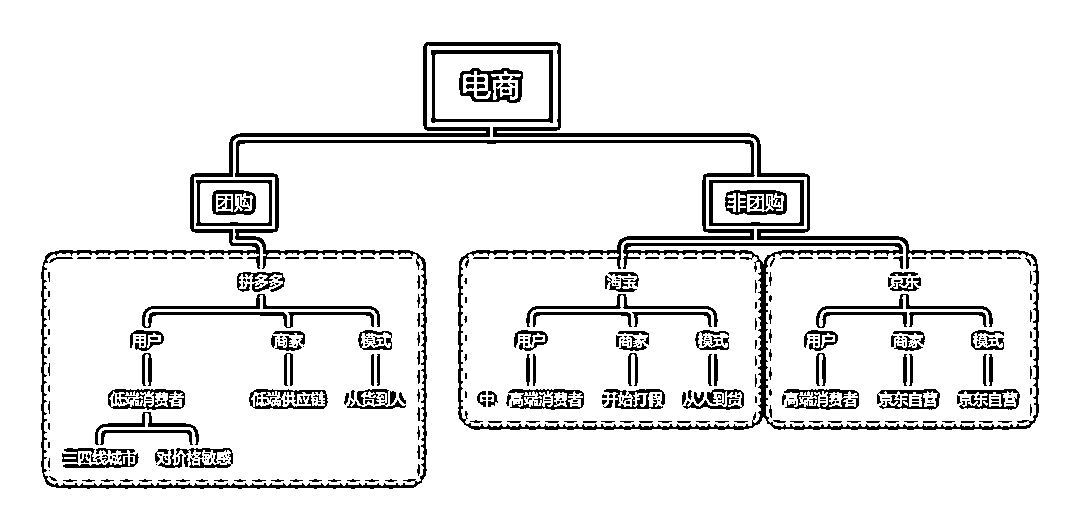 电商
团购
非团购
拼多多
淘宝
京东
用户
商家
模式
用户
商家
模式
用户
商家
模式
低端消费者
低端供应链
从货到人
中 高端消费者
开始打假
从人到货
高端消费者
京东自营
京东自营
三四线城市
对价格敏感